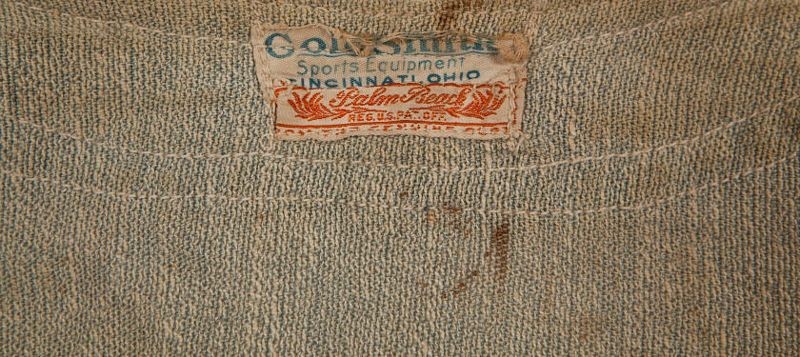 GoldSmith
Sports Equipment
CINCINNATI, OHIO
Palm Beach
REG. U.S. PAT. OFF.